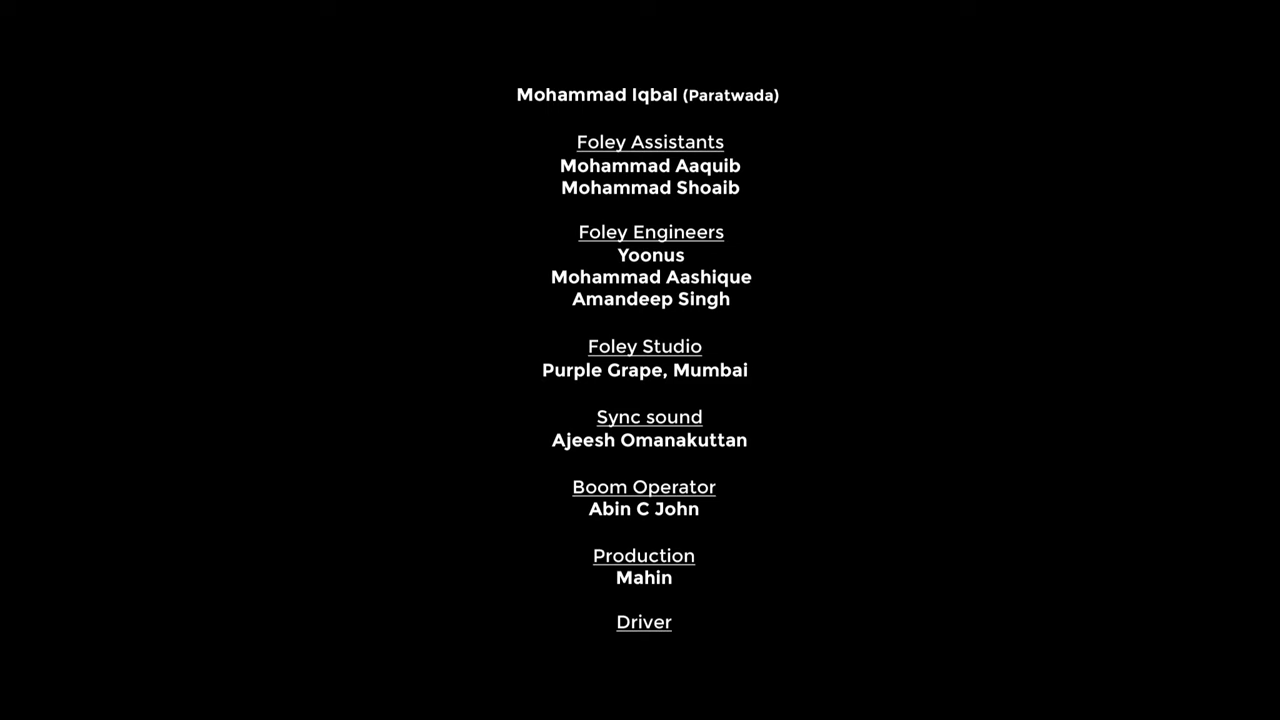 Mohammad Iqbal (Paratwada)
Foley Assistants
Mohammad Aaquib
Mohammad Shoaib
Foley Engineers
Yoonus
Mohammad Aashique
Amandeep Singh
Foley Studio
Purple Grape, Mumbai
Sync sound
Ajeesh Omanakuttan
Boom Operator
Abin C John
Production
Mahin
Driver